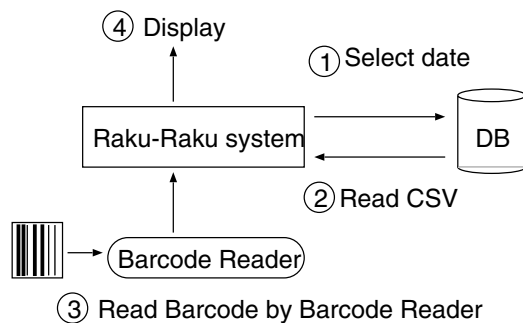 ④ Display
① Select date
Raku-Raku system
DB
② Read CSV
Barcode Reader
③ Read Barcode by Barcode Reader